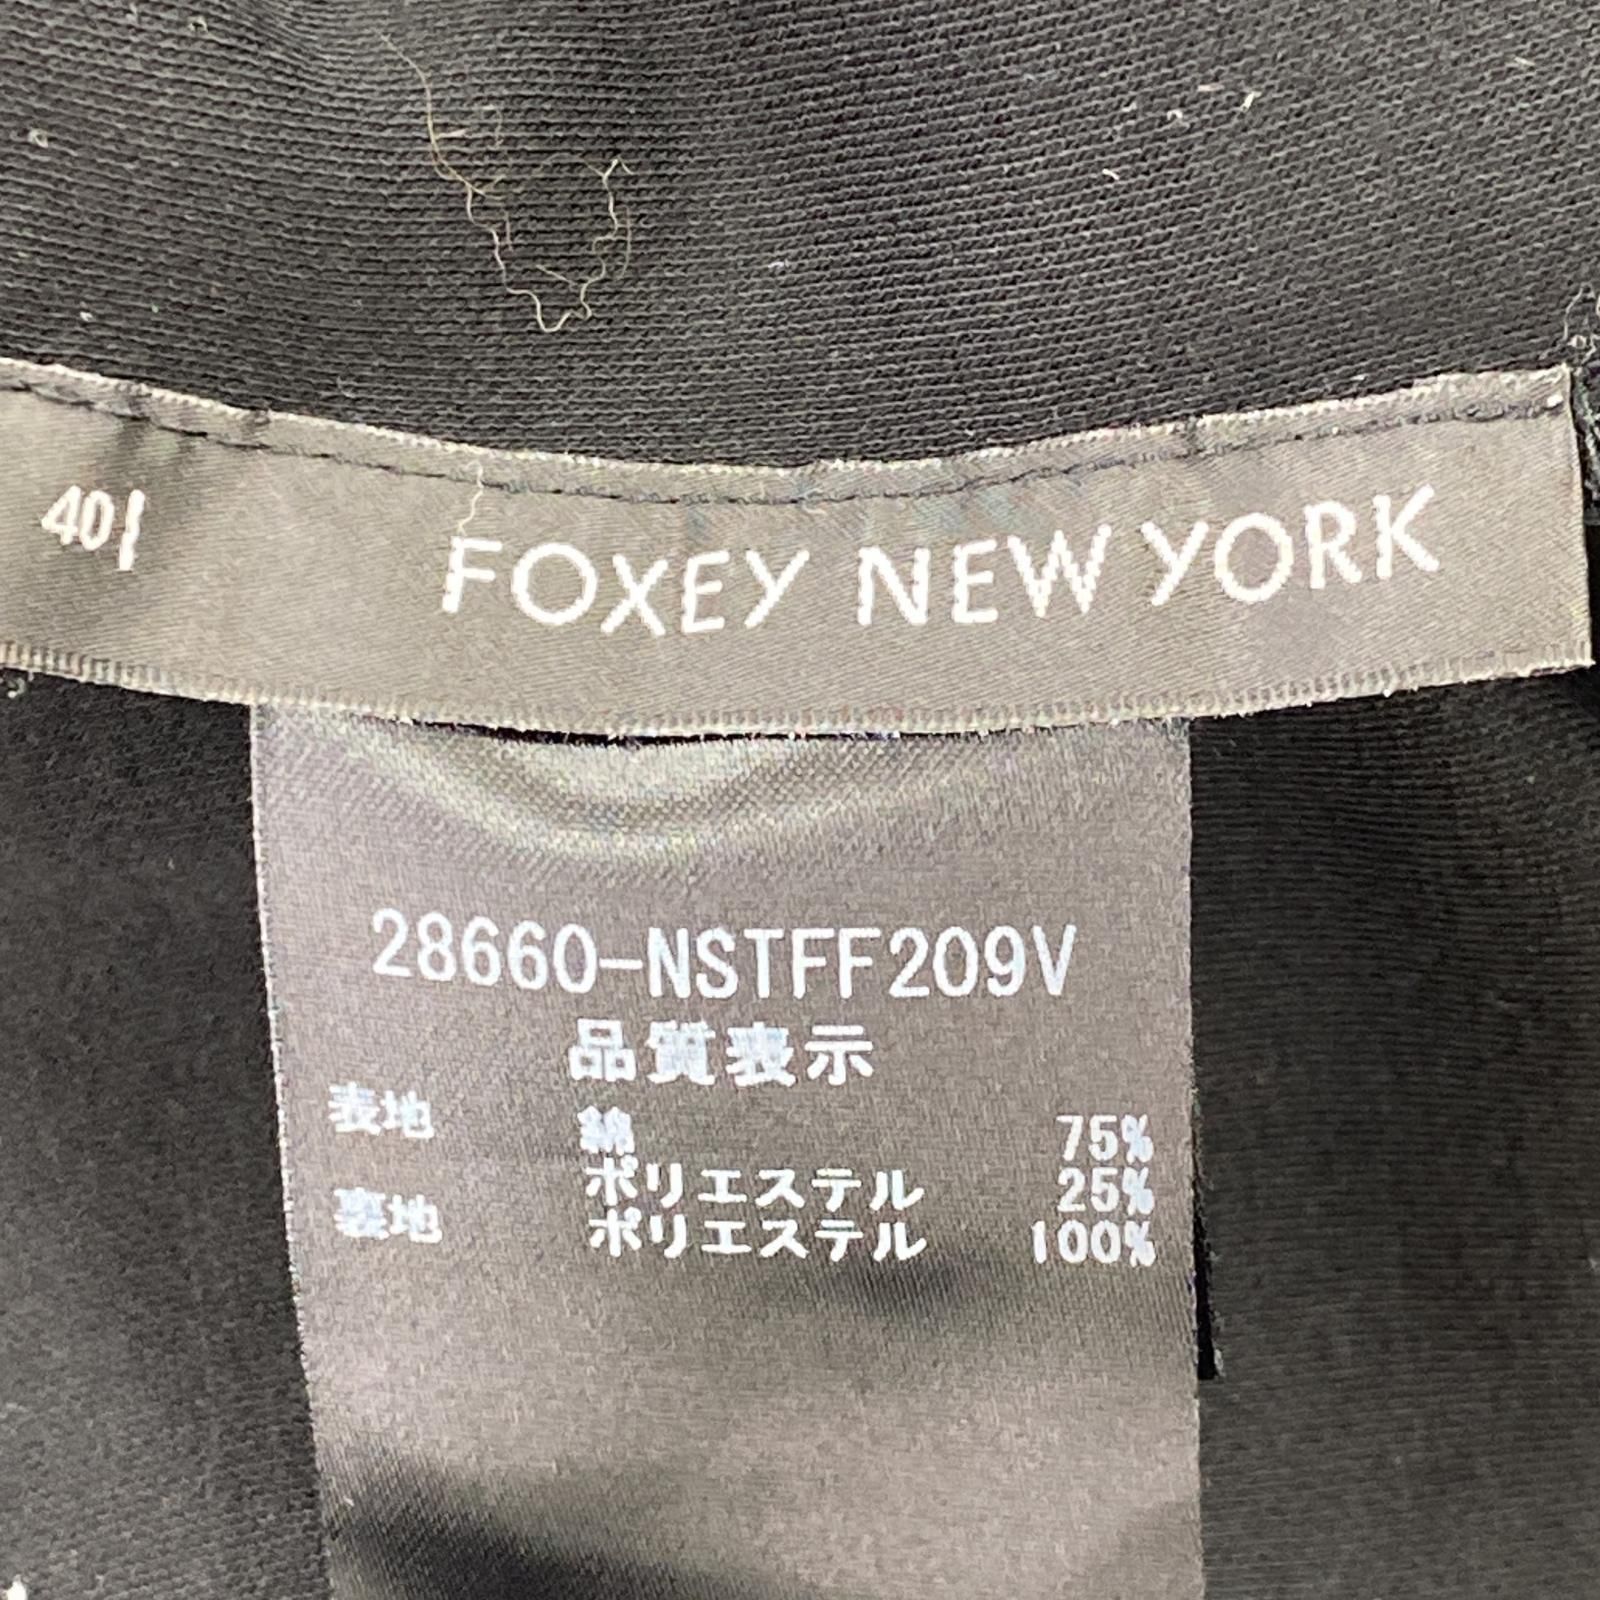 40 FOXEY NEW YORK
28660-NSTFF209V
品質表示
表地 綿 75%
ポリエステル 25%
裏地 ポリエステル 100%